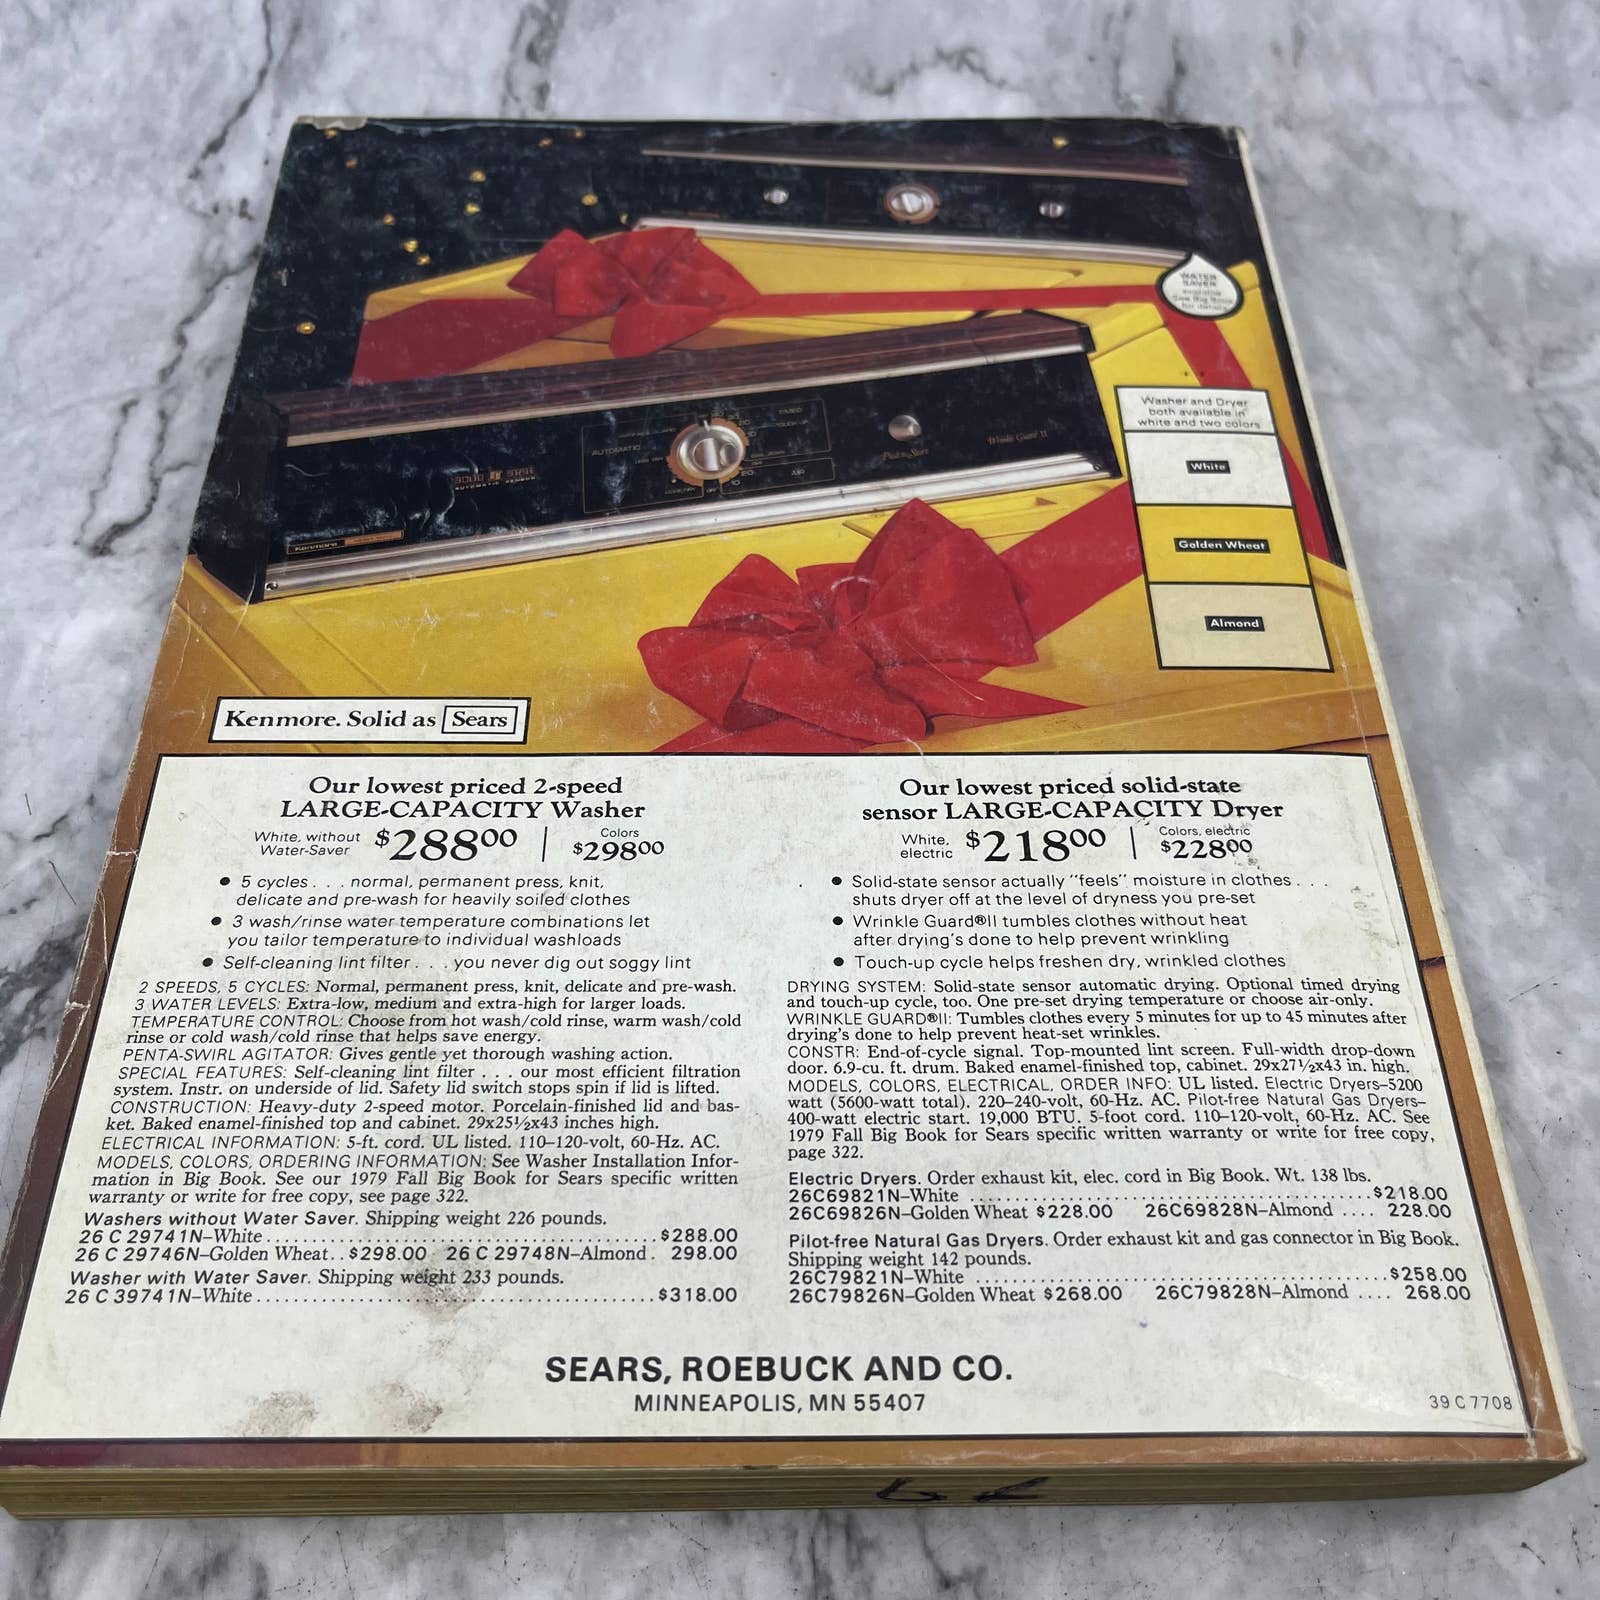 WATER
SAVER
available
See Big Book
for details
Washer and Dryer
both available in
white and two colors
White
Golden Wheat
Almond
TIMED
TOUCH UP
AUTOMATIC
AIR
Push to Start
Wrinkle Guard II
SOLID STATE
AUTOMATIC SENSOR
Kenmore
Kenmore. Solid as Sears
Our lowest priced 2-speed
LARGE-CAPACITY Washer
White, without
Water-Saver
$28800
Colors
$29800
● 5 cycles . . . normal, permanent press, knit,
delicate and pre-wash for heavily soiled clothes
● 3 wash/rinse water temperature combinations let
you tailor temperature to individual washloads
● Self-cleaning lint filter . . . you never dig out soggy lint
2 SPEEDS, 5 CYCLES: Normal, permanent press, knit, delicate and pre-wash.
3 WATER LEVELS: Extra-low, medium and extra-high for larger loads.
TEMPERATURE CONTROL: Choose from hot wash/cold rinse, warm wash/cold
rinse or cold wash/cold rinse that helps save energy.
PENTA-SWIRL AGITATOR: Gives gentle yet thorough washing action.
SPECIAL FEATURES: Self-cleaning lint filter . . . our most efficient filtration
system. Instr. on underside of lid. Safety lid switch stops spin if lid is lifted.
CONSTRUCTION: Heavy-duty 2-speed motor. Porcelain-finished lid and bas-
ket. Baked enamel-finished top and cabinet. 29x25½x43 inches high.
ELECTRICAL INFORMATION: 5-ft. cord. UL listed. 110–120-volt, 60-Hz. AC.
MODELS, COLORS, ORDERING INFORMATION: See Washer Installation Infor-
mation in Big Book. See our 1979 Fall Big Book for Sears specific written
warranty or write for free copy, see page 322.
Washers without Water Saver. Shipping weight 226 pounds.
26 C 29741N–White ........................................ $288.00
26 C 29746N–Golden Wheat . . $298.00 26 C 29748N–Almond . 298.00
Washer with Water Saver. Shipping weight 233 pounds.
26 C 39741N–White ........................................ $318.00
Our lowest priced solid-state
sensor LARGE-CAPACITY Dryer
White,
electric
$21800
Colors, electric
$22800
● Solid-state sensor actually "feels" moisture in clothes . . .
shuts dryer off at the level of dryness you pre-set
● Wrinkle Guard®II tumbles clothes without heat
after drying's done to help prevent wrinkling
● Touch-up cycle helps freshen dry, wrinkled clothes
DRYING SYSTEM: Solid-state sensor automatic drying. Optional timed drying
and touch-up cycle, too. One pre-set drying temperature or choose air-only.
WRINKLE GUARD®II: Tumbles clothes every 5 minutes for up to 45 minutes after
drying's done to help prevent heat-set wrinkles.
CONSTR: End-of-cycle signal. Top-mounted lint screen. Full-width drop-down
door. 6.9-cu. ft. drum. Baked enamel-finished top, cabinet. 29x27½x43 in. high.
MODELS, COLORS, ELECTRICAL, ORDER INFO: UL listed. Electric Dryers–5200
watt (5600-watt total). 220–240-volt, 60-Hz. AC. Pilot-free Natural Gas Dryers–
400-watt electric start. 19,000 BTU. 5-foot cord. 110–120-volt, 60-Hz. AC. See
1979 Fall Big Book for Sears specific written warranty or write for free copy,
page 322.
Electric Dryers. Order exhaust kit, elec. cord in Big Book. Wt. 138 lbs.
26C69821N–White ........................................ $218.00
26C69826N–Golden Wheat $228.00 26C69828N–Almond .... 228.00
Pilot-free Natural Gas Dryers. Order exhaust kit and gas connector in Big Book.
Shipping weight 142 pounds.
26C79821N–White ........................................ $258.00
26C79826N–Golden Wheat $268.00 26C79828N–Almond .... 268.00
SEARS, ROEBUCK AND CO.
MINNEAPOLIS, MN 55407
39 C 7708